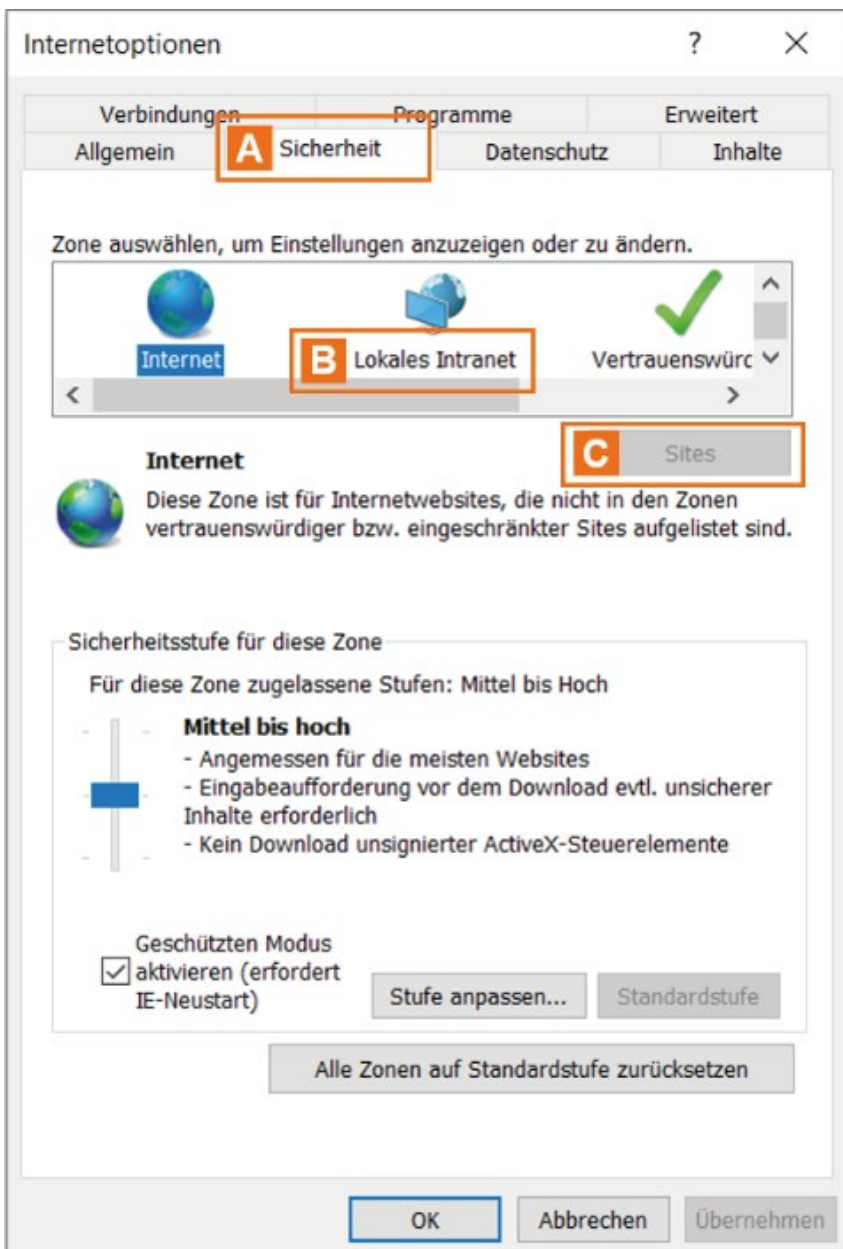 Internetoptionen ?
Verbindungen Programme Erweitert
Allgemein A Sicherheit Datenschutz Inhalte
Zone auswählen, um Einstellungen anzuzeigen oder zu ändern.
Internet B Lokales Intranet Vertrauenswürd
C Sites
Internet
Diese Zone ist für Internetwebsites, die nicht in den Zonen
vertrauenswürdiger bzw. eingeschränkter Sites aufgelistet sind.
Sicherheitsstufe für diese Zone
Für diese Zone zugelassene Stufen: Mittel bis Hoch
Mittel bis hoch
- Angemessen für die meisten Websites
- Eingabeaufforderung vor dem Download evtl. unsicherer
Inhalte erforderlich
- Kein Download unsignierter ActiveX-Steuerelemente
Geschützten Modus
aktivieren (erfordert
IE-Neustart)
Stufe anpassen... Standardstufe
Alle Zonen auf Standardstufe zurücksetzen
OK Abbrechen Übernehmen